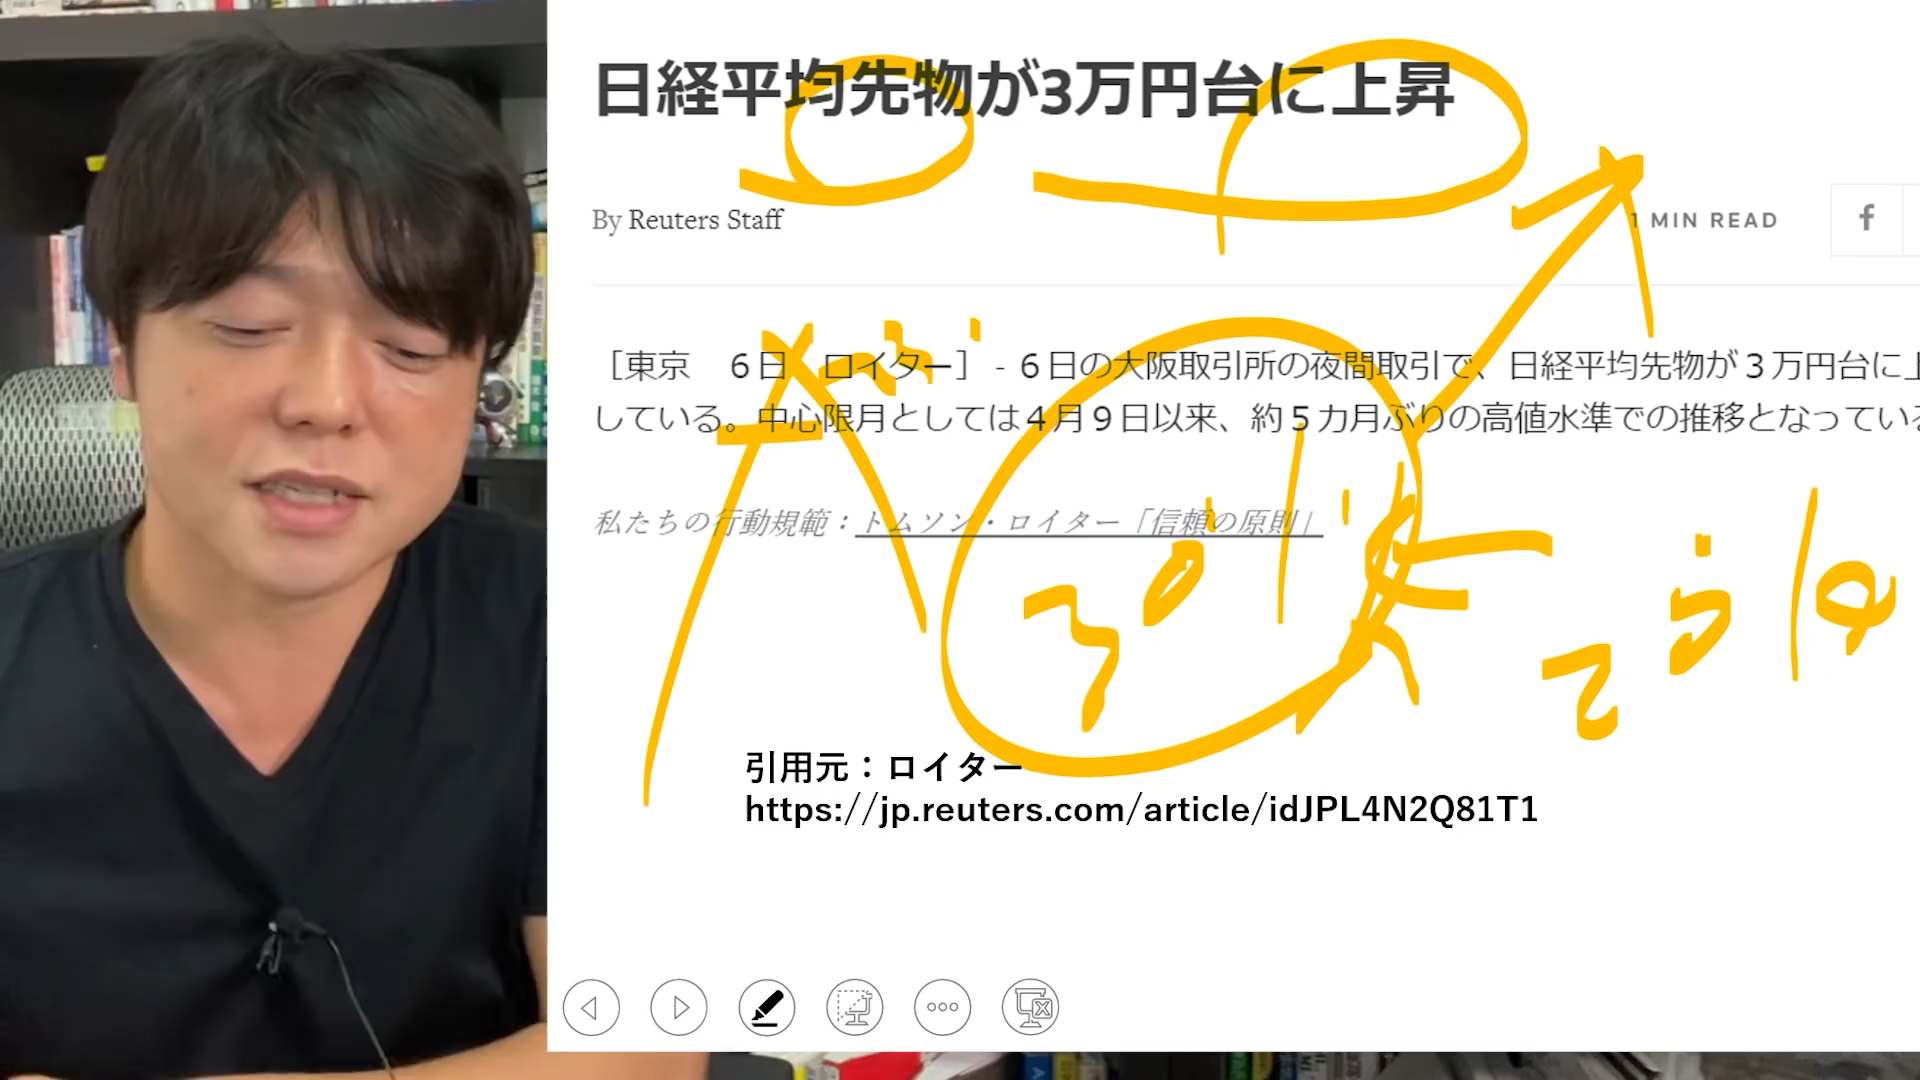 日経平均先物が3万円台に上昇
By Reuters Staff
1 MIN READ
［東京　６日　ロイター］ - ６日の大阪取引所の夜間取引で、日経平均先物が３万円台に上
している。中心限月としては４月９日以来、約５カ月ぶりの高値水準での推移となっている
私たちの行動規範：トムソン・ロイター「信頼の原則」
引用元：ロイター
https://jp.reuters.com/article/idJPL4N2Q81T1